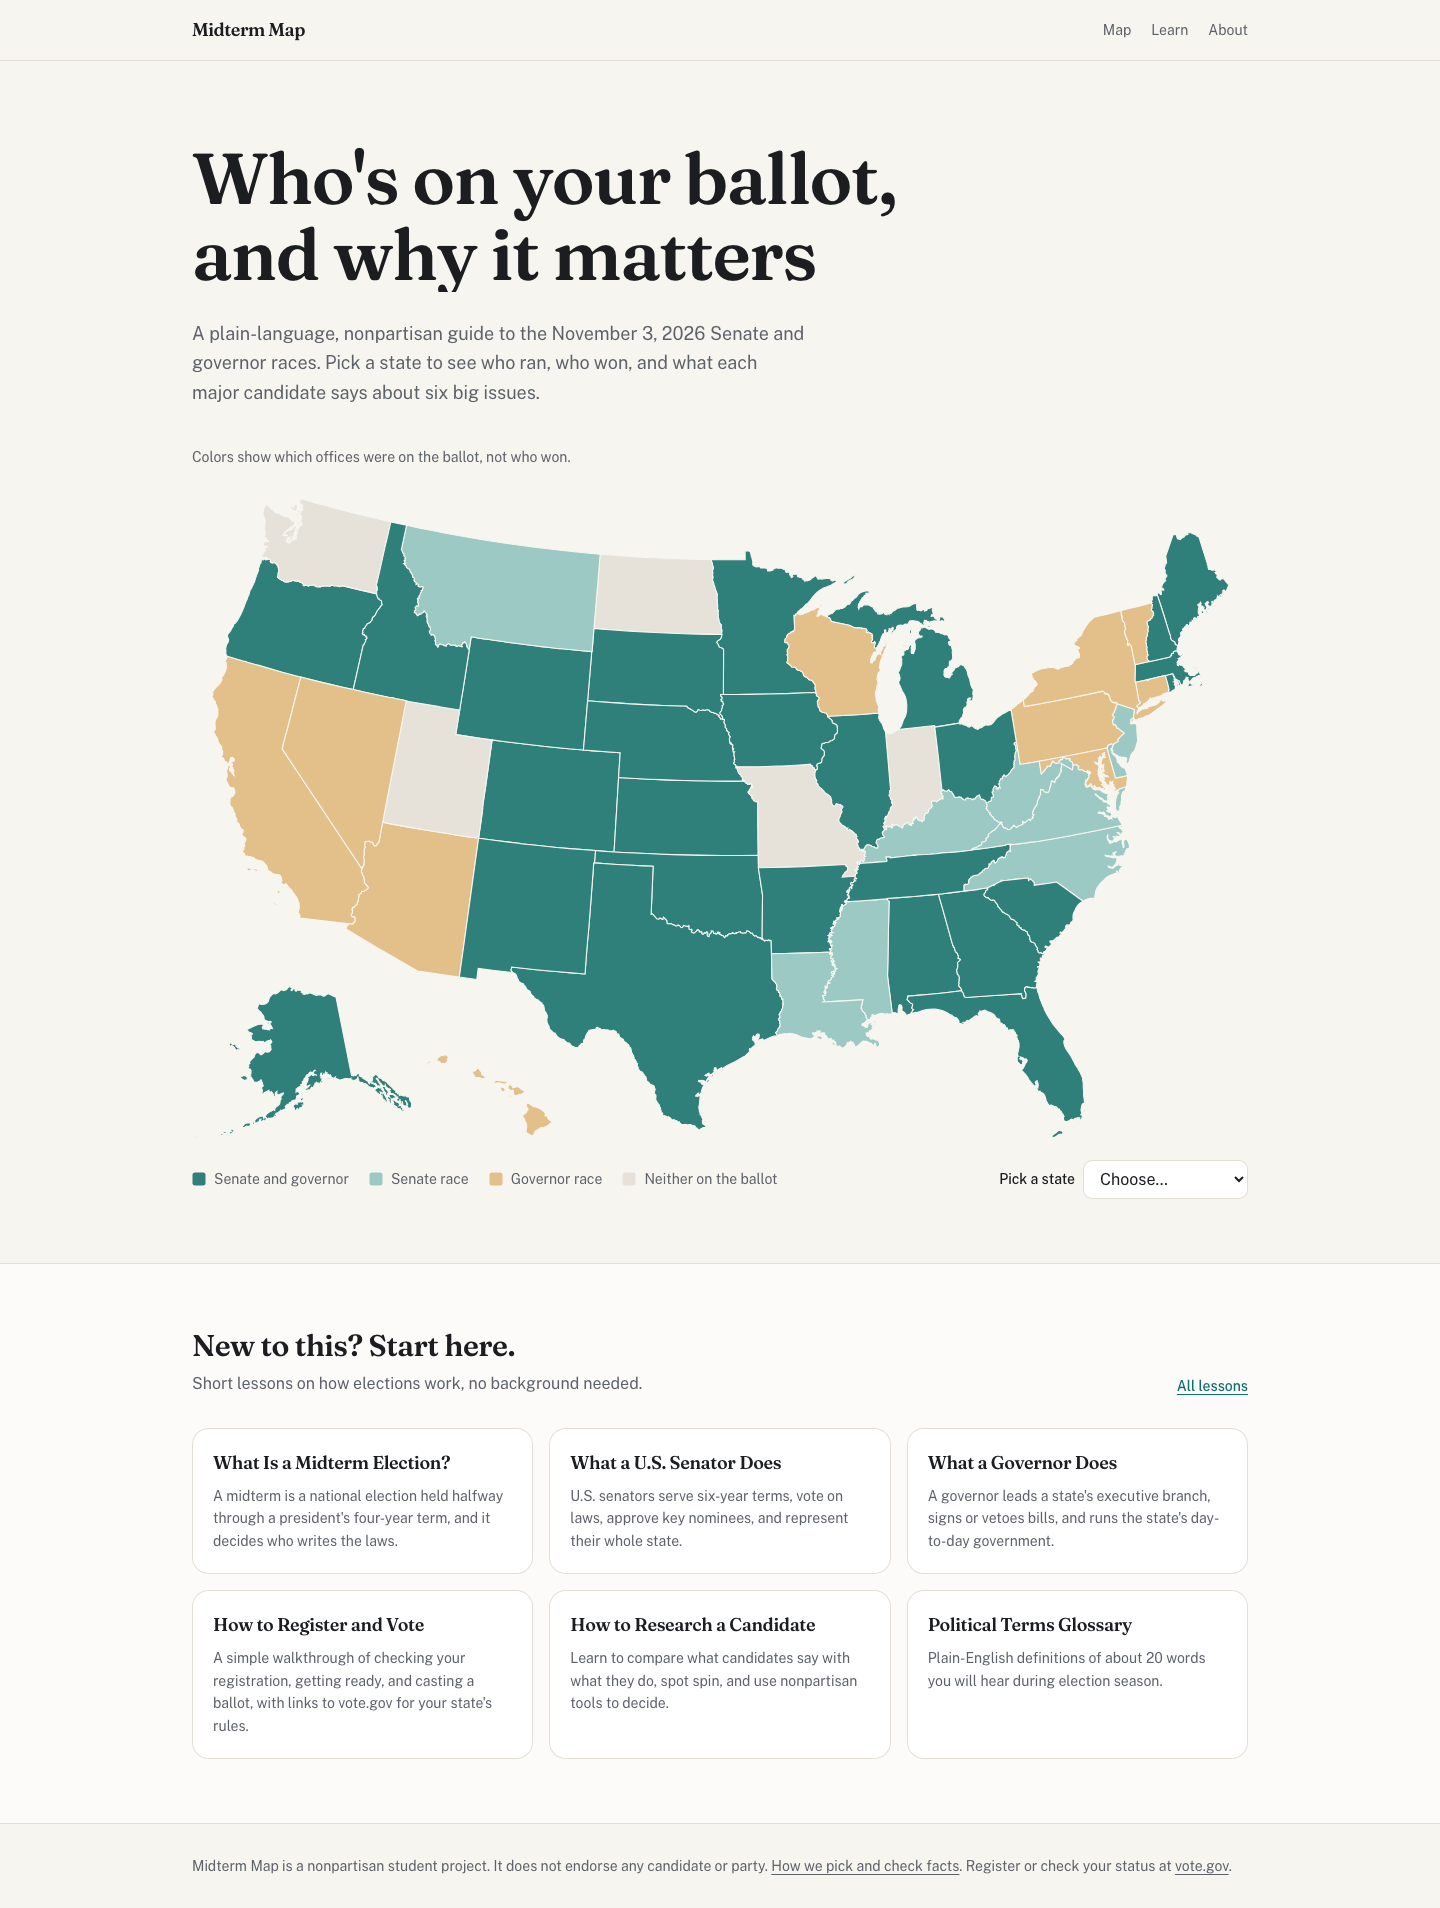 Midterm Map
Map Learn About
Who's on your ballot,
and why it matters
A plain-language, nonpartisan guide to the November 3, 2026 Senate and
governor races. Pick a state to see who ran, who won, and what each
major candidate says about six big issues.
Colors show which offices were on the ballot, not who won.
Senate and governor Senate race Governor race Neither on the ballot
Pick a state Choose...
New to this? Start here.
Short lessons on how elections work, no background needed.
All lessons
What Is a Midterm Election?
A midterm is a national election held halfway
through a president's four-year term, and it
decides who writes the laws.
What a U.S. Senator Does
U.S. senators serve six-year terms, vote on
laws, approve key nominees, and represent
their whole state.
What a Governor Does
A governor leads a state's executive branch,
signs or vetoes bills, and runs the state's day-
to-day government.
How to Register and Vote
A simple walkthrough of checking your
registration, getting ready, and casting a
ballot, with links to vote.gov for your state's
rules.
How to Research a Candidate
Learn to compare what candidates say with
what they do, spot spin, and use nonpartisan
tools to decide.
Political Terms Glossary
Plain-English definitions of about 20 words
you will hear during election season.
Midterm Map is a nonpartisan student project. It does not endorse any candidate or party. How we pick and check facts. Register or check your status at vote.gov.